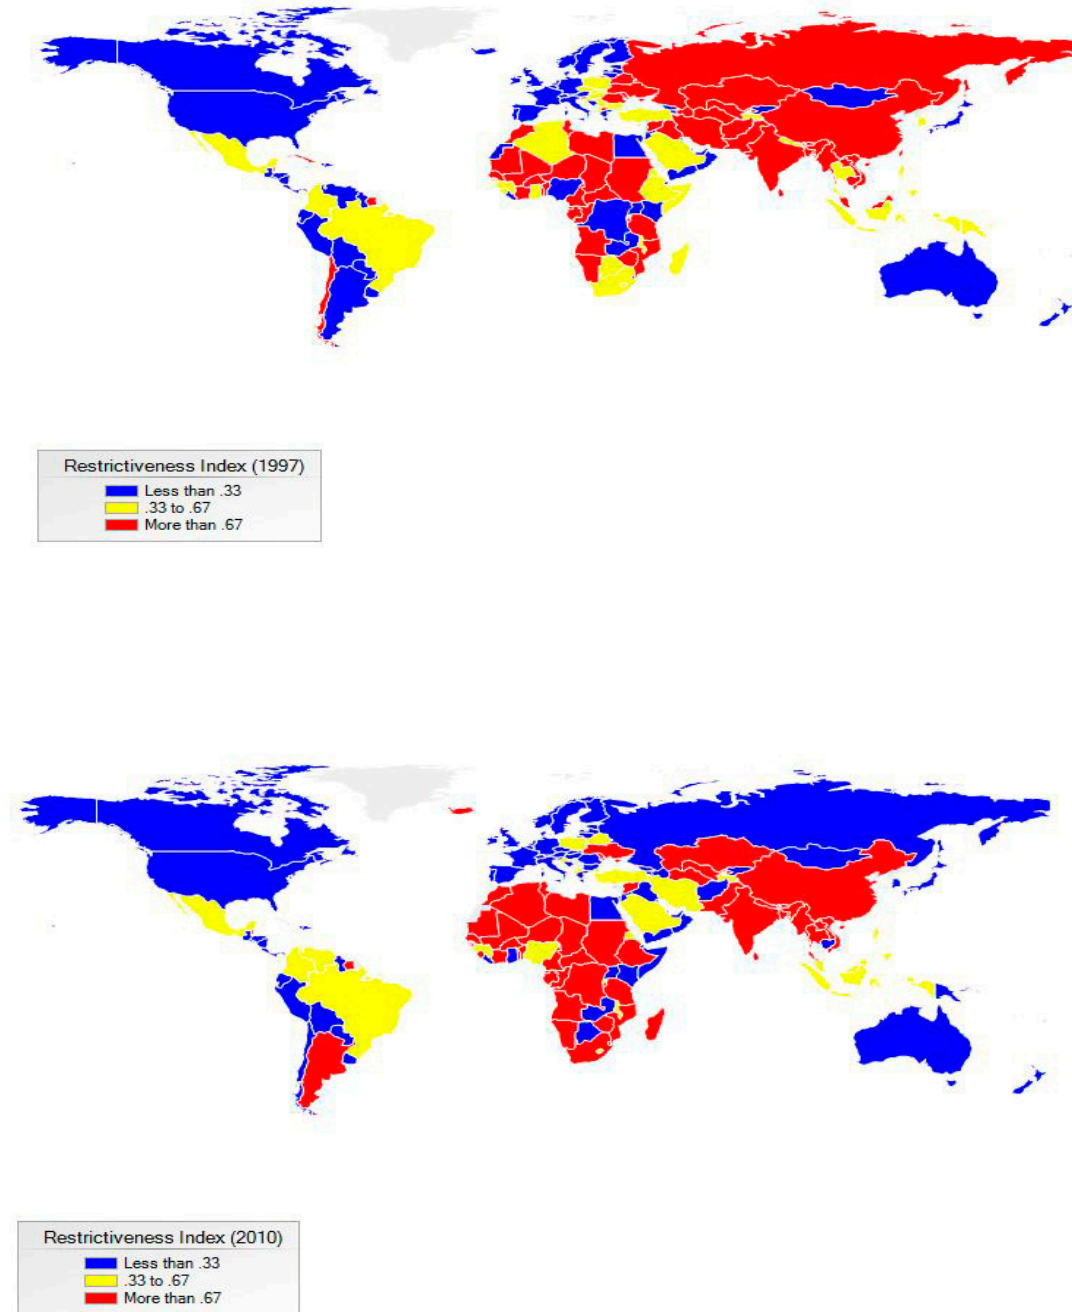 Restrictiveness Index (1997)
Less than .33
.33 to .67
More than .67
Restrictiveness Index (2010)
Less than .33
.33 to .67
More than .67